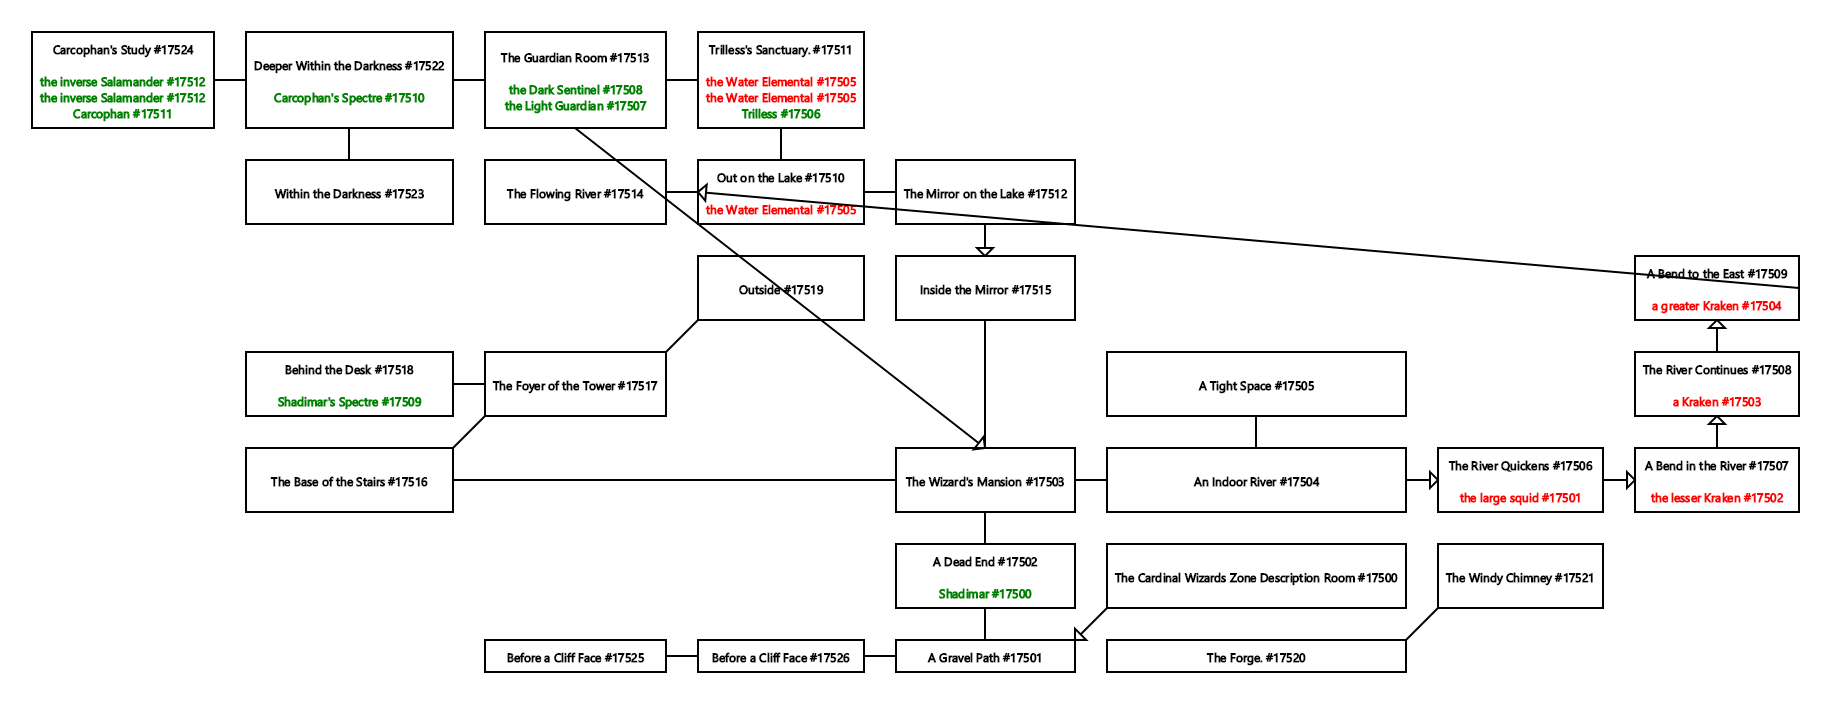 Carcophan's Study #17524
the inverse Salamander #17512
the inverse Salamander #17512
Carcophan #17511
Deeper Within the Darkness #17522
Carcophan's Spectre #17510
The Guardian Room #17513
the Dark Sentinel #17508
the Light Guardian #17507
Trilless's Sanctuary. #17511
the Water Elemental #17505
the Water Elemental #17505
Trilless #17506
Within the Darkness #17523
The Flowing River #17514
Out on the Lake #17510
the Water Elemental #17505
The Mirror on the Lake #17512
Outside #17519
Inside the Mirror #17515
A Bend to the East #17509
a greater Kraken #17504
Behind the Desk #17518
Shadimar's Spectre #17509
The Foyer of the Tower #17517
A Tight Space #17505
The River Continues #17508
a Kraken #17503
The Base of the Stairs #17516
The Wizard's Mansion #17503
An Indoor River #17504
The River Quickens #17506
the large squid #17501
A Bend in the River #17507
the lesser Kraken #17502
A Dead End #17502
Shadimar #17500
The Cardinal Wizards Zone Description Room #17500
The Windy Chimney #17521
Before a Cliff Face #17525
Before a Cliff Face #17526
A Gravel Path #17501
The Forge. #17520